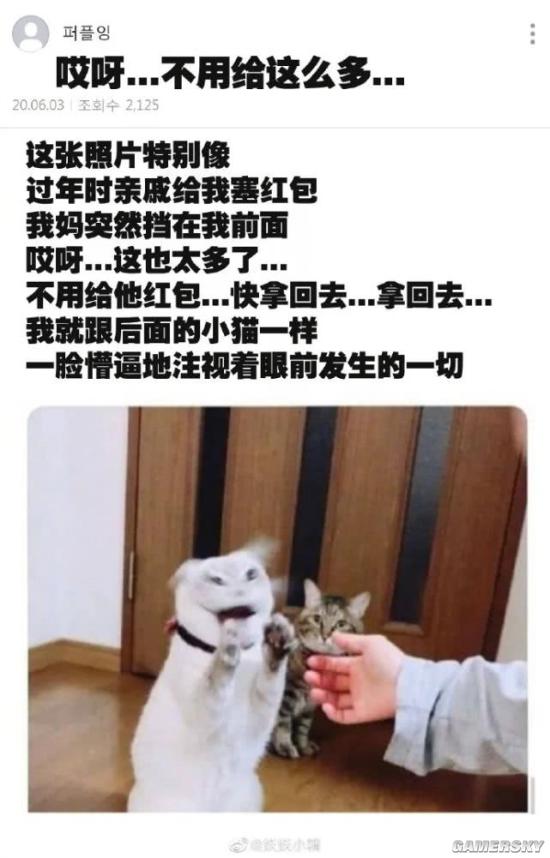 퍼플잉
哎呀...不用给这么多...
20.06.03 | 조회수 2,125
这张照片特别像
过年时亲戚给我塞红包
我妈突然挡在我前面
哎呀...这也太多了...
不用给他红包...快拿回去...拿回去...
我就跟后面的小猫一样
一脸懵逼地注视着眼前发生的一切
GAMERSKY